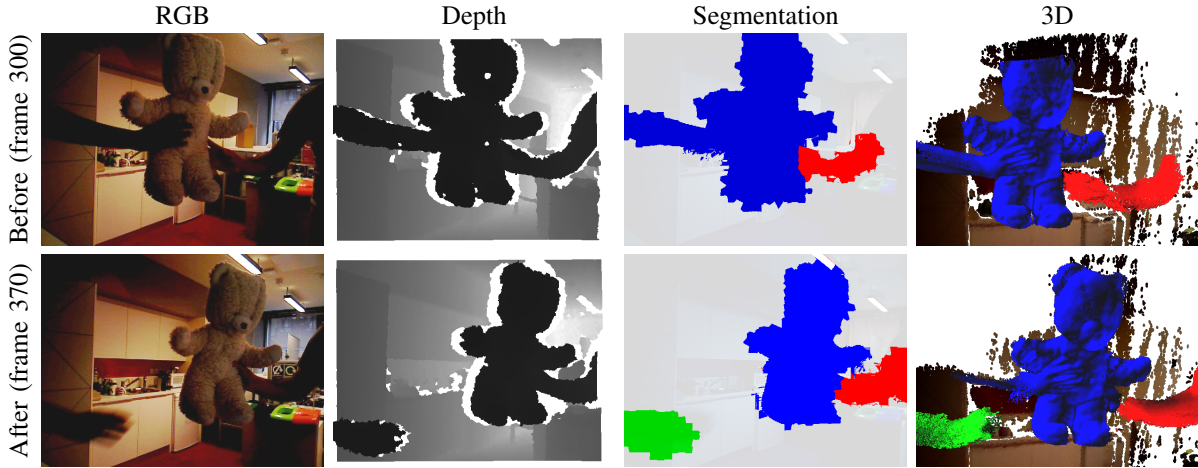 RGB Depth Segmentation 3D
Before (frame 300)
After (frame 370)